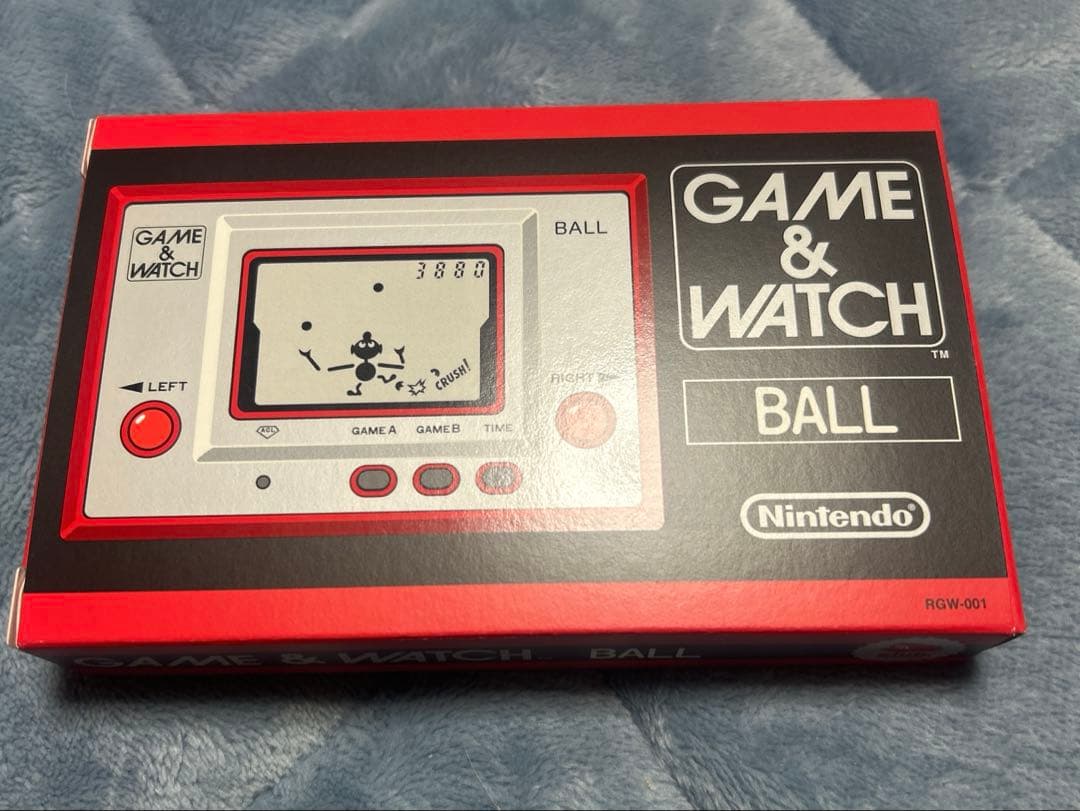 GAME
&
WATCH
BALL
3880
CRUSH!
LEFT
RIGHT
ACL
GAME A GAME B TIME
GAME
&
WATCH
TM
BALL
Nintendo®
RGW-001
GAME & WATCH BALL